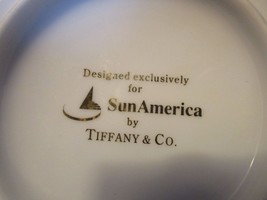 Designed exclusively
for
SunAmerica
by
TIFFANY & CO.